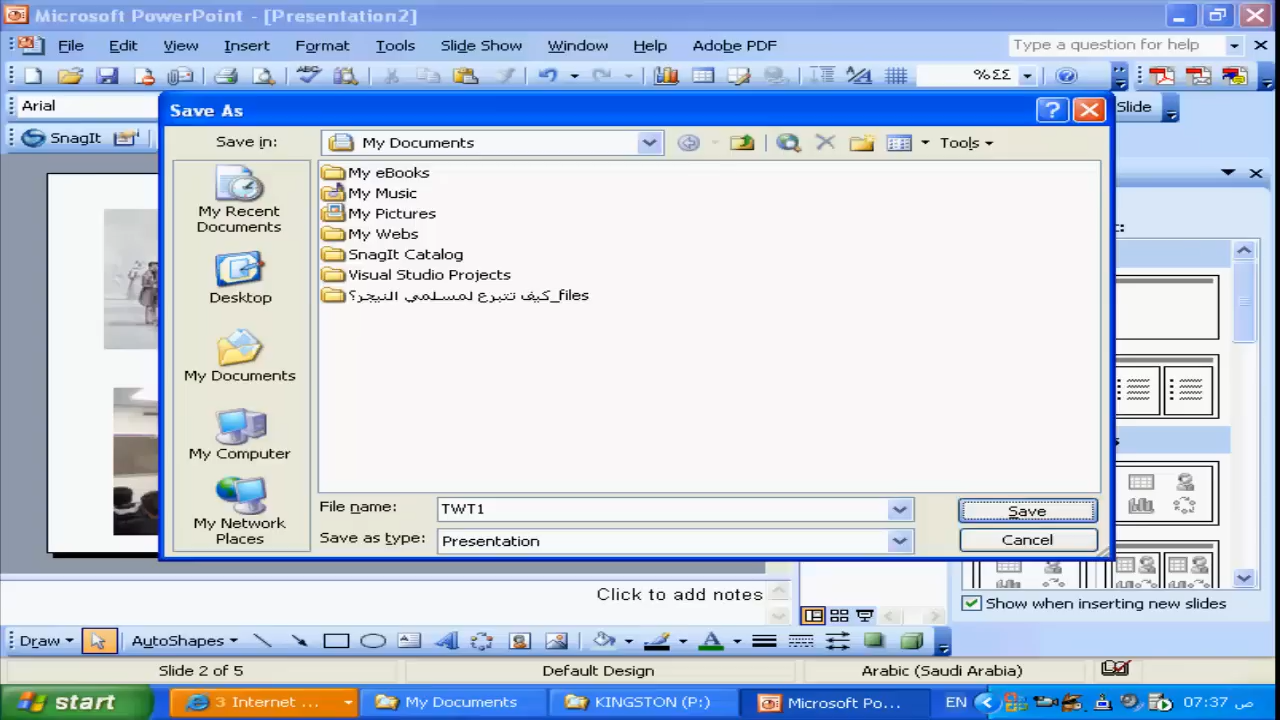 Microsoft PowerPoint - [Presentation2]
File Edit View Insert Format Tools Slide Show Window Help Adobe PDF Type a question for help
%٤٤
Arial
Slide
SnagIt
Save As
Save in: My Documents Tools
My Recent Documents
Desktop
My Documents
My Computer
My Network Places
My eBooks
My Music
My Pictures
My Webs
SnagIt Catalog
Visual Studio Projects
كيف تتبرع لمسلمي النيجر؟_files
File name: TWT1 Save
Save as type: Presentation Cancel
Click to add notes
Show when inserting new slides
Draw AutoShapes
Slide 2 of 5 Default Design Arabic (Saudi Arabia)
start 3 Internet ... My Documents KINGSTON (P:) Microsoft Po... EN 07:37 ص